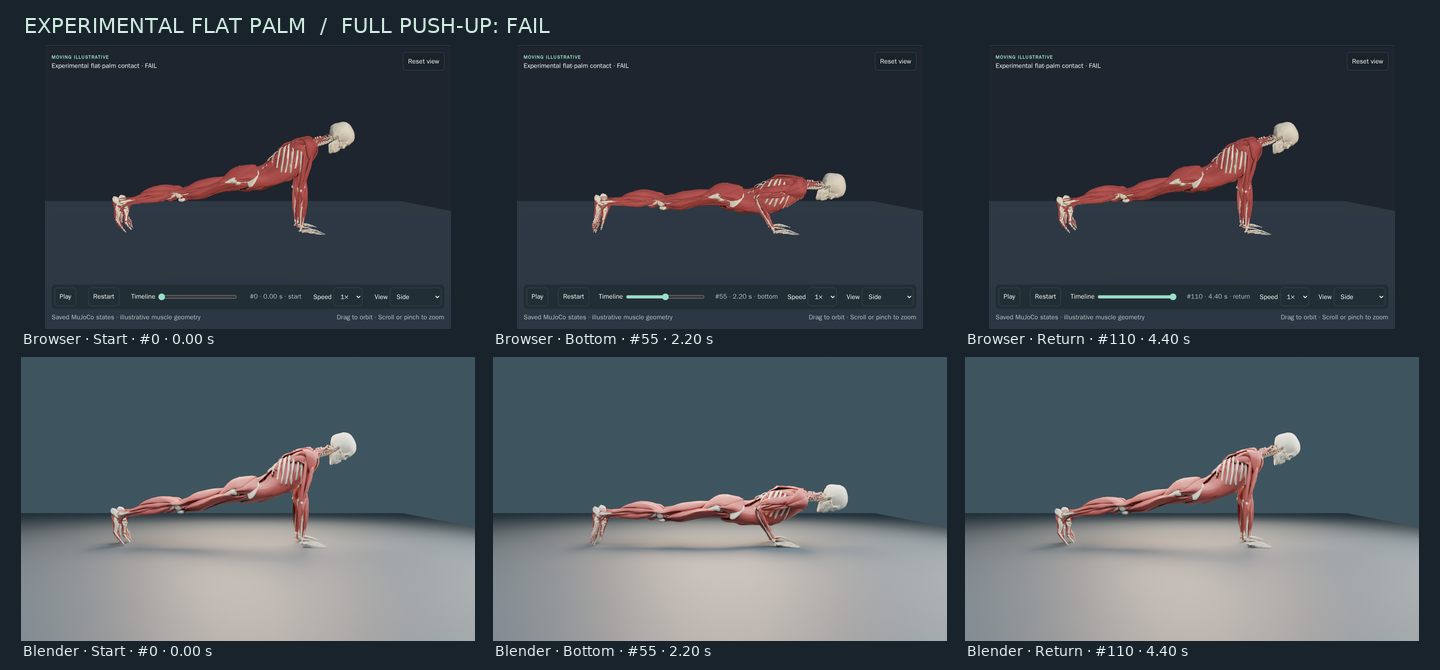 EXPERIMENTAL FLAT PALM / FULL PUSH-UP: FAIL
MOVING ILLUSTRATIVE
Experimental flat-palm contact · FAIL
Reset view
Play Restart Timeline #0 · 0.00 s · start Speed 1× View Side
Saved MuJoCo states · illustrative muscle geometry Drag to orbit · Scroll or pinch to zoom
Browser · Start · #0 · 0.00 s
MOVING ILLUSTRATIVE
Experimental flat-palm contact · FAIL
Reset view
Play Restart Timeline #55 · 2.20 s · bottom Speed 1× View Side
Saved MuJoCo states · illustrative muscle geometry Drag to orbit · Scroll or pinch to zoom
Browser · Bottom · #55 · 2.20 s
MOVING ILLUSTRATIVE
Experimental flat-palm contact · FAIL
Reset view
Play Restart Timeline #110 · 4.40 s · return Speed 1× View Side
Saved MuJoCo states · illustrative muscle geometry Drag to orbit · Scroll or pinch to zoom
Browser · Return · #110 · 4.40 s
Blender · Start · #0 · 0.00 s
Blender · Bottom · #55 · 2.20 s
Blender · Return · #110 · 4.40 s